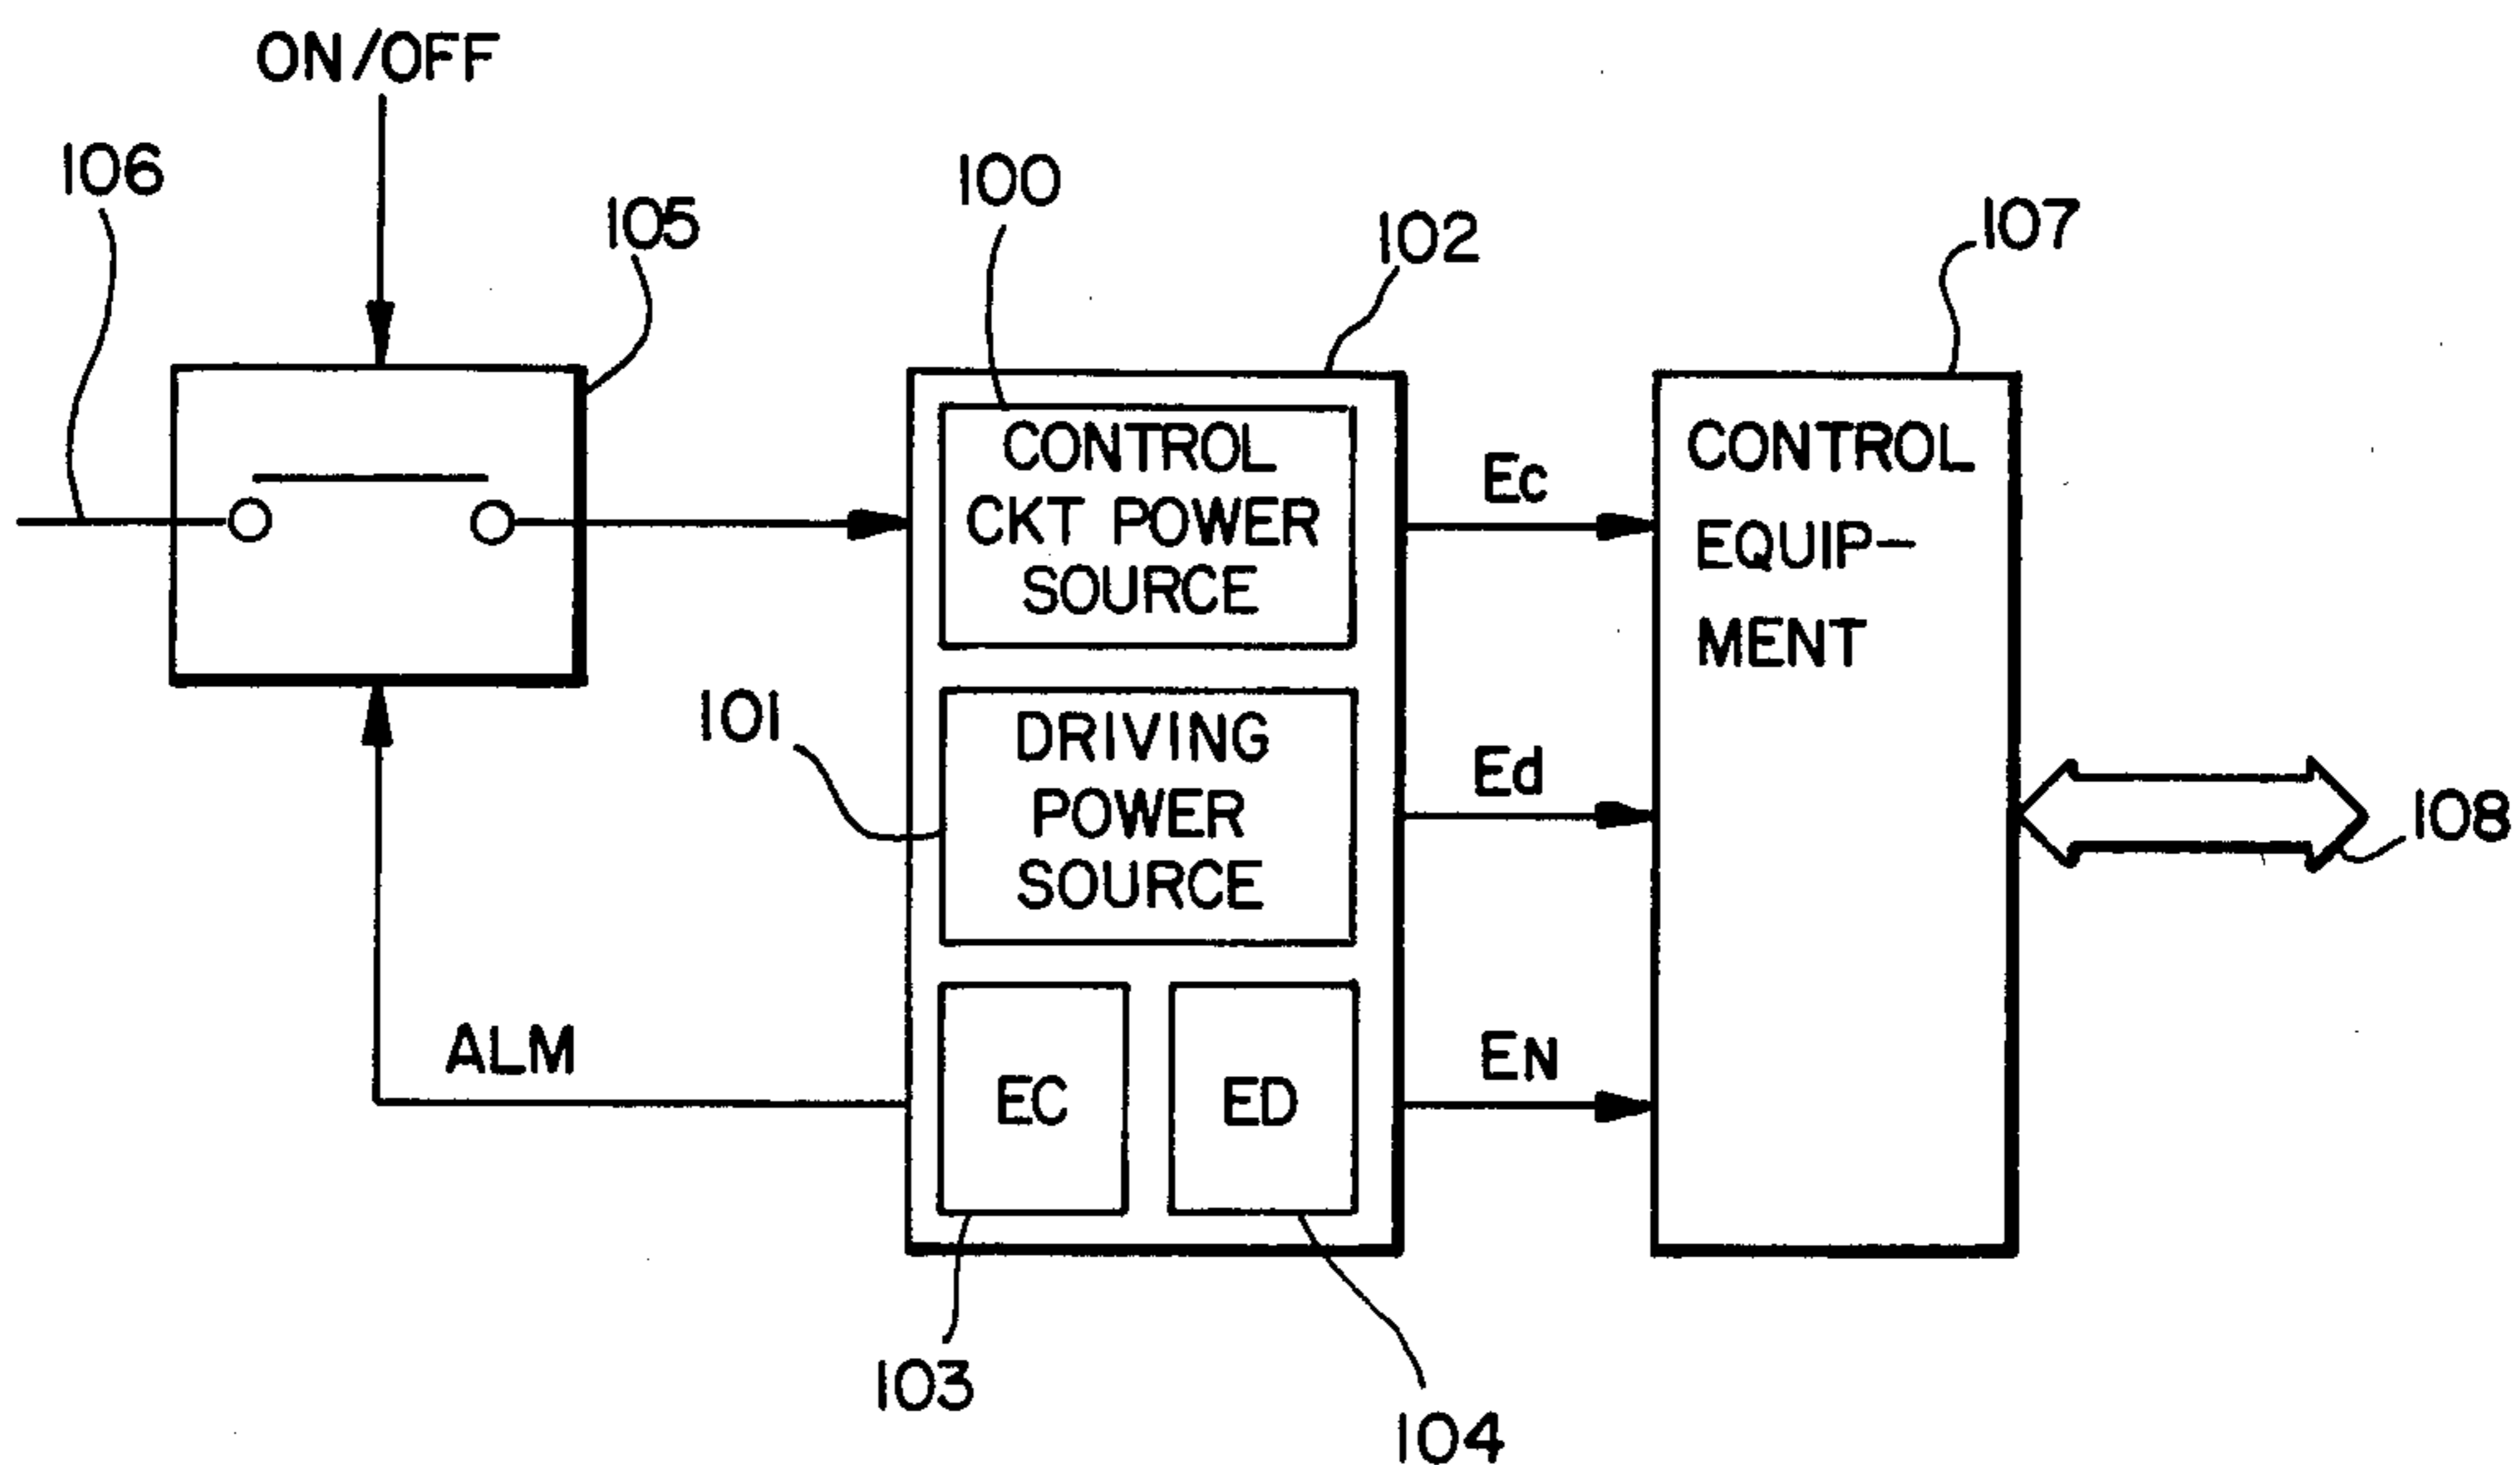 ON/OFF
106
105
100
102
107
CONTROL
CKT POWER
SOURCE
Ec
CONTROL
EQUIP-
MENT
101
DRIVING
POWER
SOURCE
Ed
108
ALM
EC
ED
EN
103
104